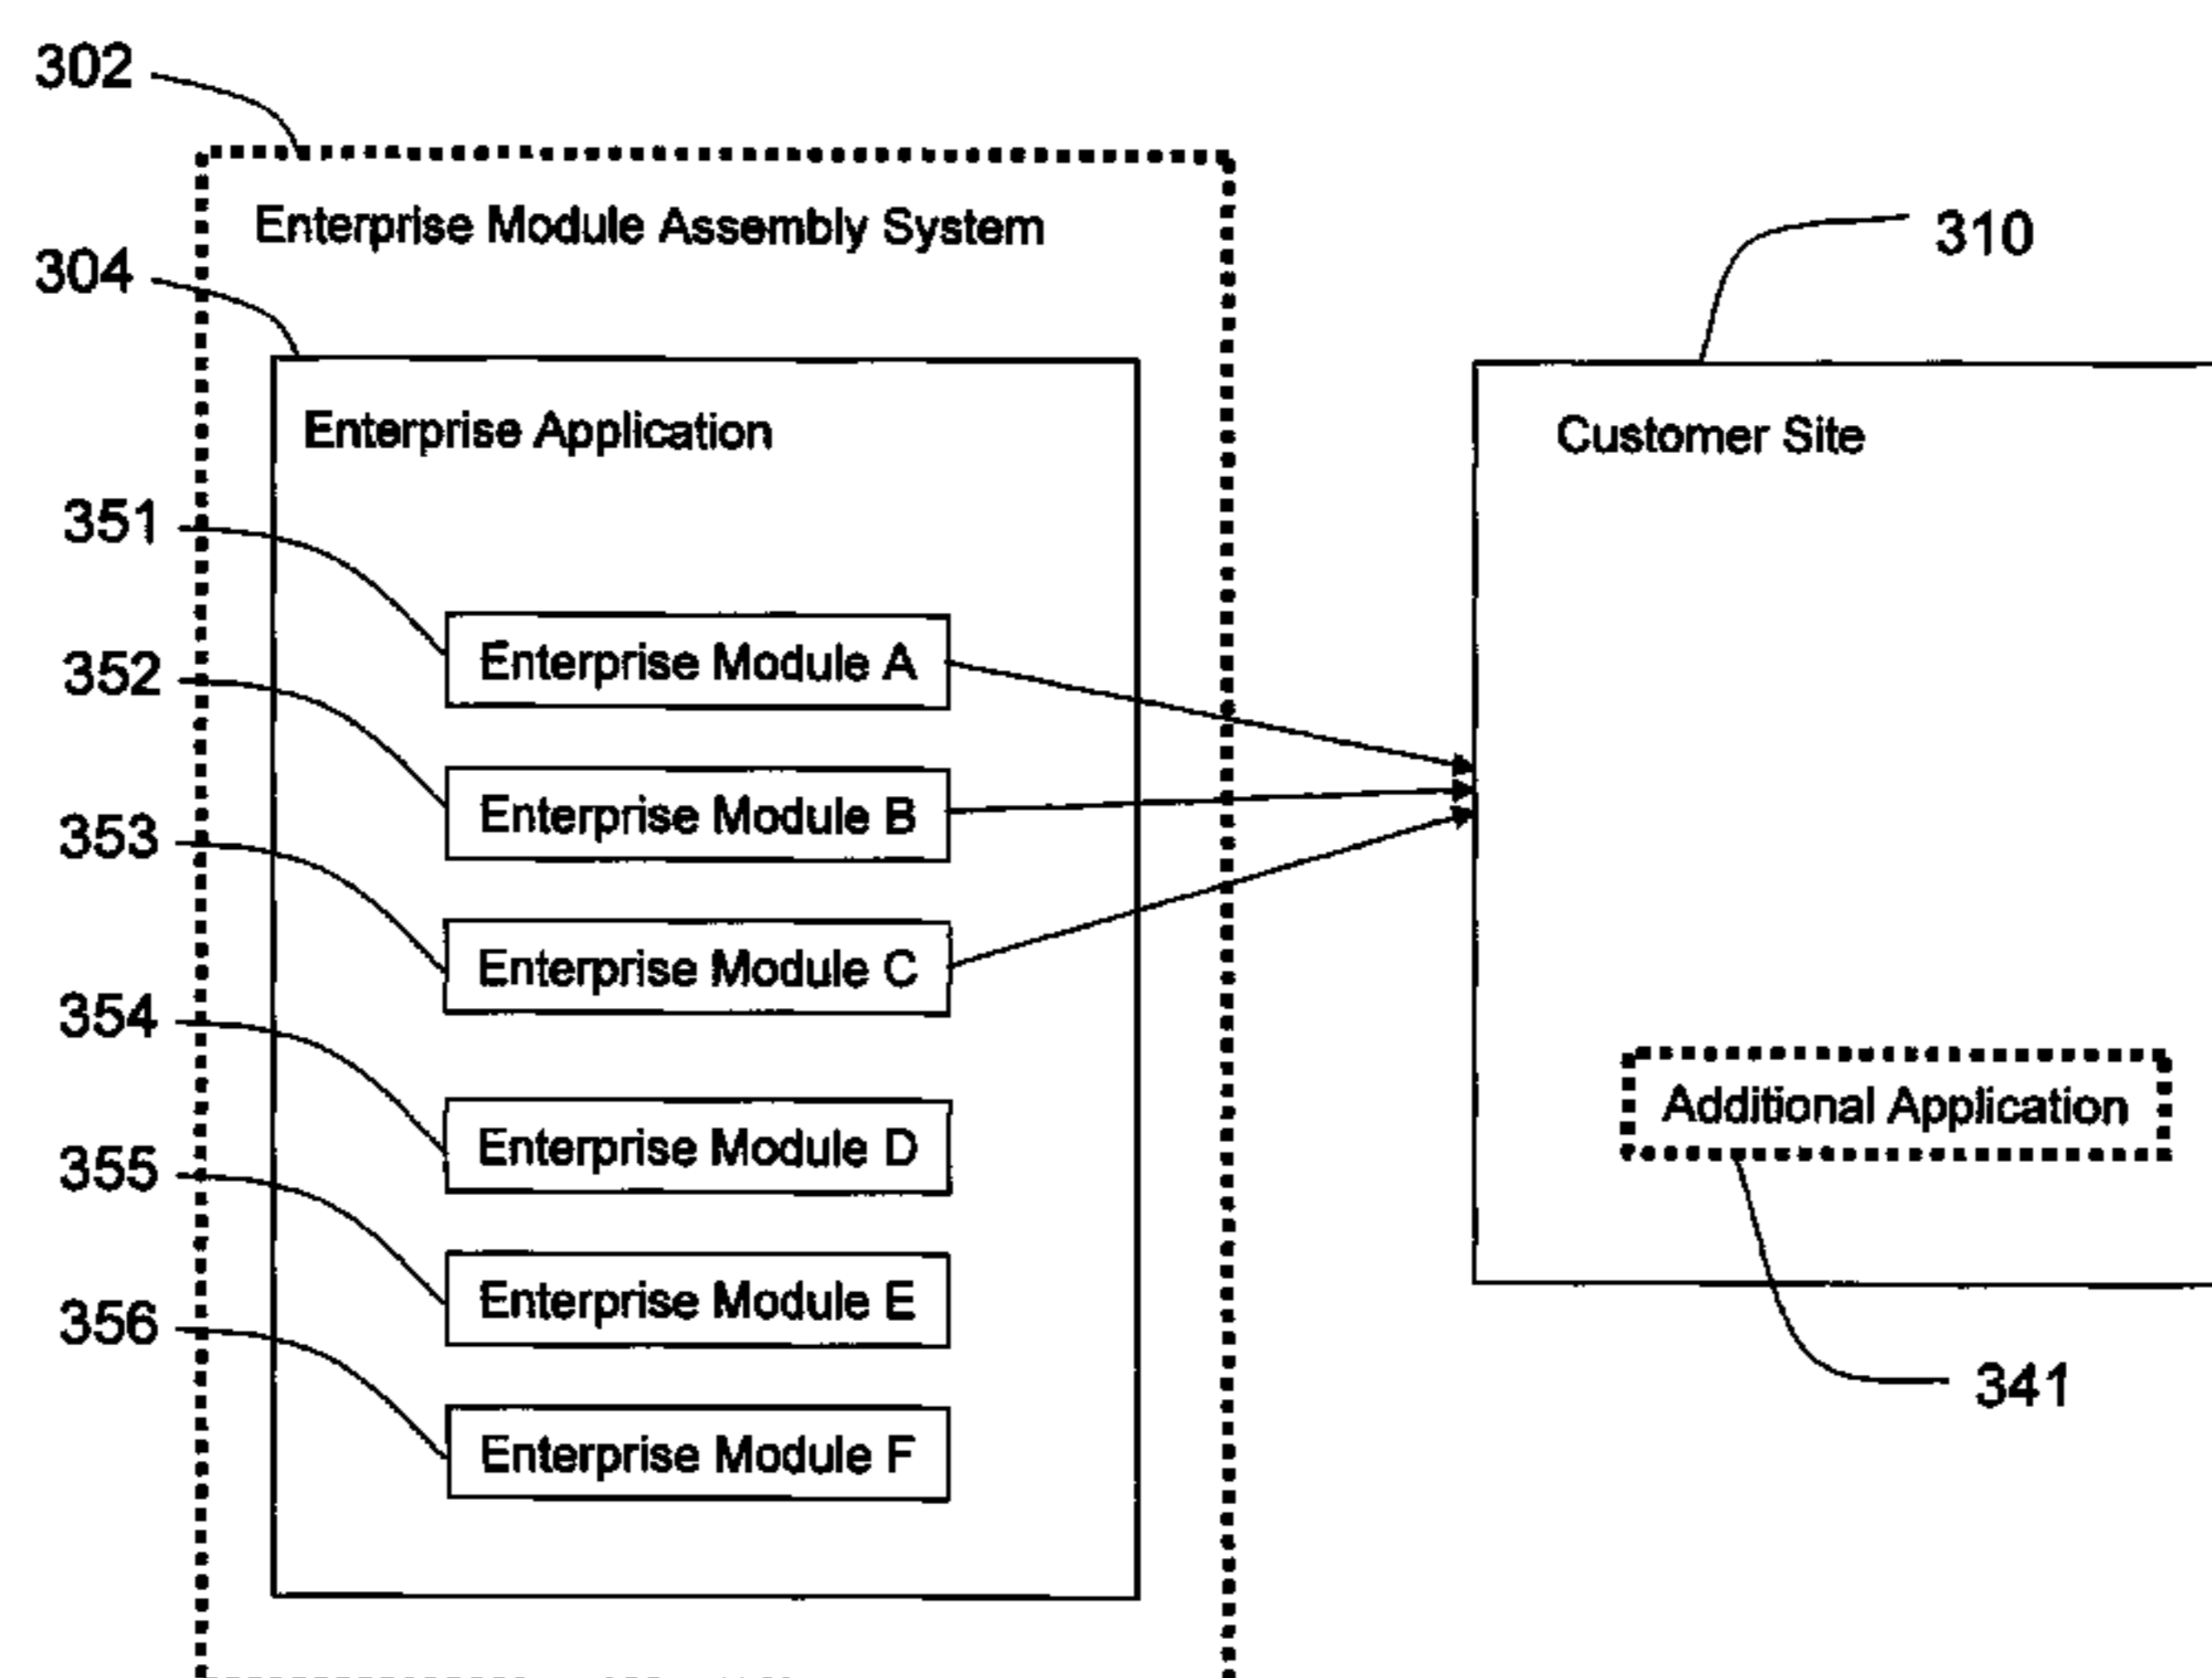 302
Enterprise Module Assembly System
304
310
Enterprise Application
Customer Site
351
Enterprise Module A
352
Enterprise Module B
353
Enterprise Module C
354
Enterprise Module D
Additional Application
355
Enterprise Module E
356
341
Enterprise Module F